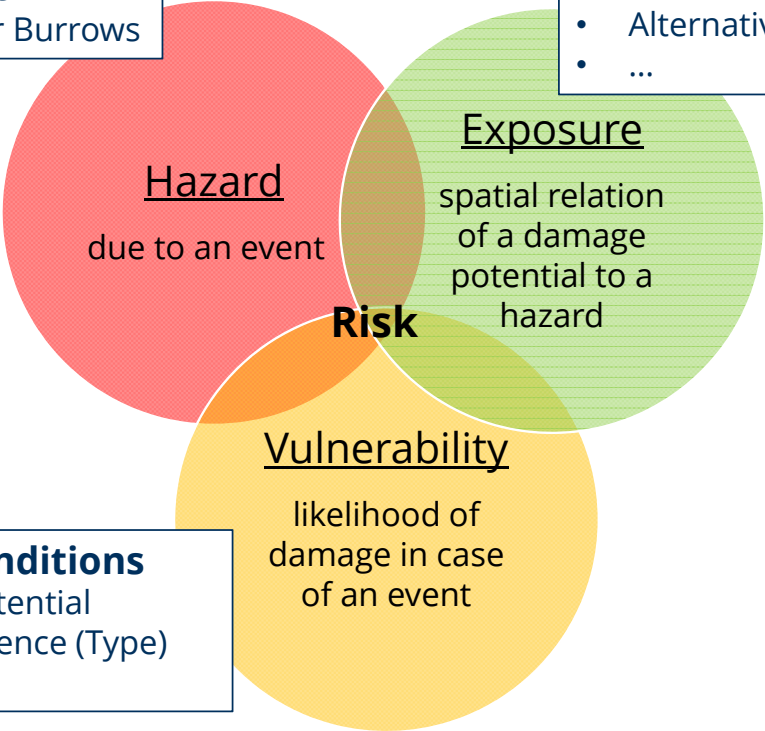 r Burrows
• Alternativ
• ...
Exposure
spatial relation
of a damage
potential to a
hazard
Hazard
due to an event
Risk
Vulnerability
likelihood of
damage in case
of an event
nditions
tential
ence (Type)